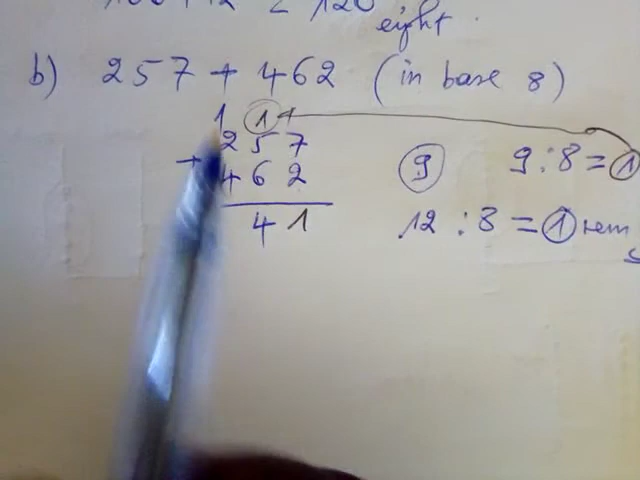 = 120
eight.
b) 257 + 462 (in base 8)
1 1
257
+ 462
41
9 9:8 = 1
12 : 8 = 1 rem